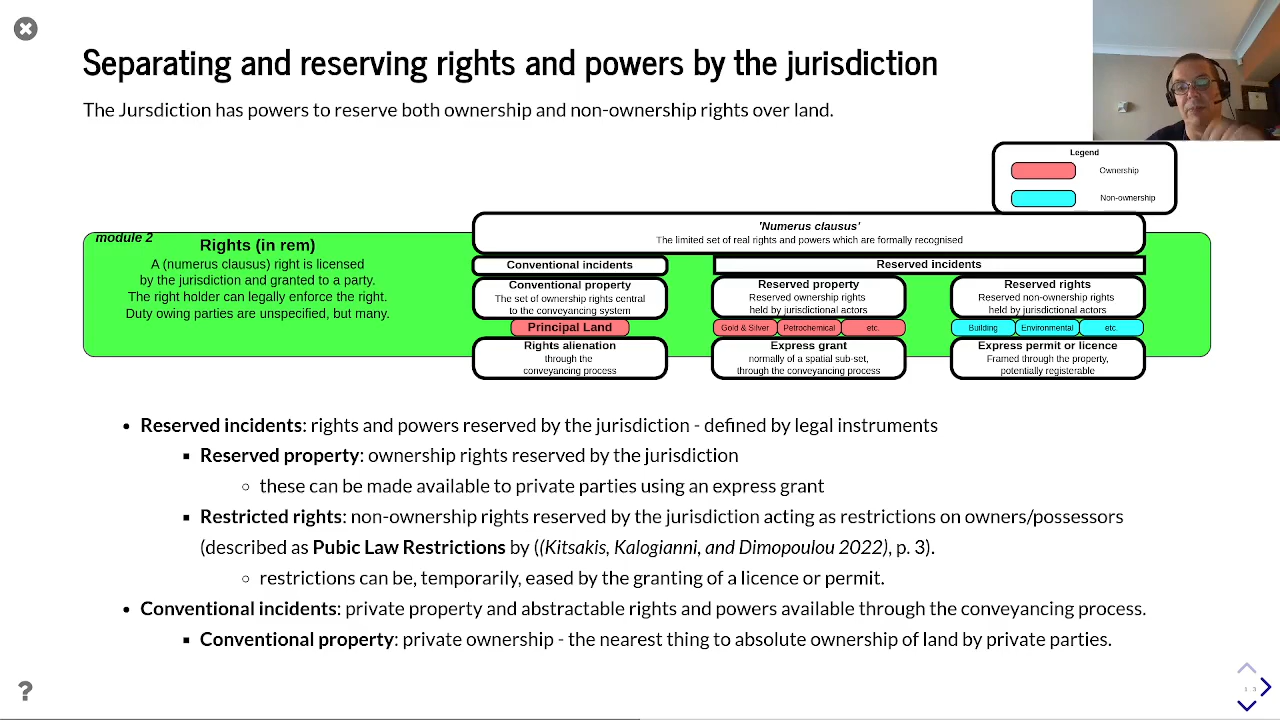 Separating and reserving rights and powers by the jurisdiction
The Jursdiction has powers to reserve both ownership and non-ownership rights over land.
Legend
Ownership
Non-ownership
module 2
Rights (in rem)
A (numerus clausus) right is licensed
by the jurisdiction and granted to a party.
The right holder can legally enforce the right.
Duty owing parties are unspecified, but many.
'Numerus clausus'
The limited set of real rights and powers which are formally recognised
Conventional incidents
Conventional property
The set of ownership rights central
to the conveyancing system
Principal Land
Rights alienation
through the
conveyancing process
Reserved incidents
Reserved property
Reserved ownership rights
held by jurisdictional actors
Gold & Silver
Petrochemical
etc.
Express grant
normally of a spatial sub-set,
through the conveyancing process
Reserved rights
Reserved non-ownership rights
held by jurisdictional actors
Building
Environmental
etc.
Express permit or licence
Framed through the property,
potentially registerable
• Reserved incidents: rights and powers reserved by the jurisdiction - defined by legal instruments
▪ Reserved property: ownership rights reserved by the jurisdiction
◦ these can be made available to private parties using an express grant
▪ Restricted rights: non-ownership rights reserved by the jurisdiction acting as restrictions on owners/possessors
(described as Pubic Law Restrictions by ((Kitsakis, Kalogianni, and Dimopoulou 2022), p. 3).
◦ restrictions can be, temporarily, eased by the granting of a licence or permit.
• Conventional incidents: private property and abstractable rights and powers available through the conveyancing process.
▪ Conventional property: private ownership - the nearest thing to absolute ownership of land by private parties.
?